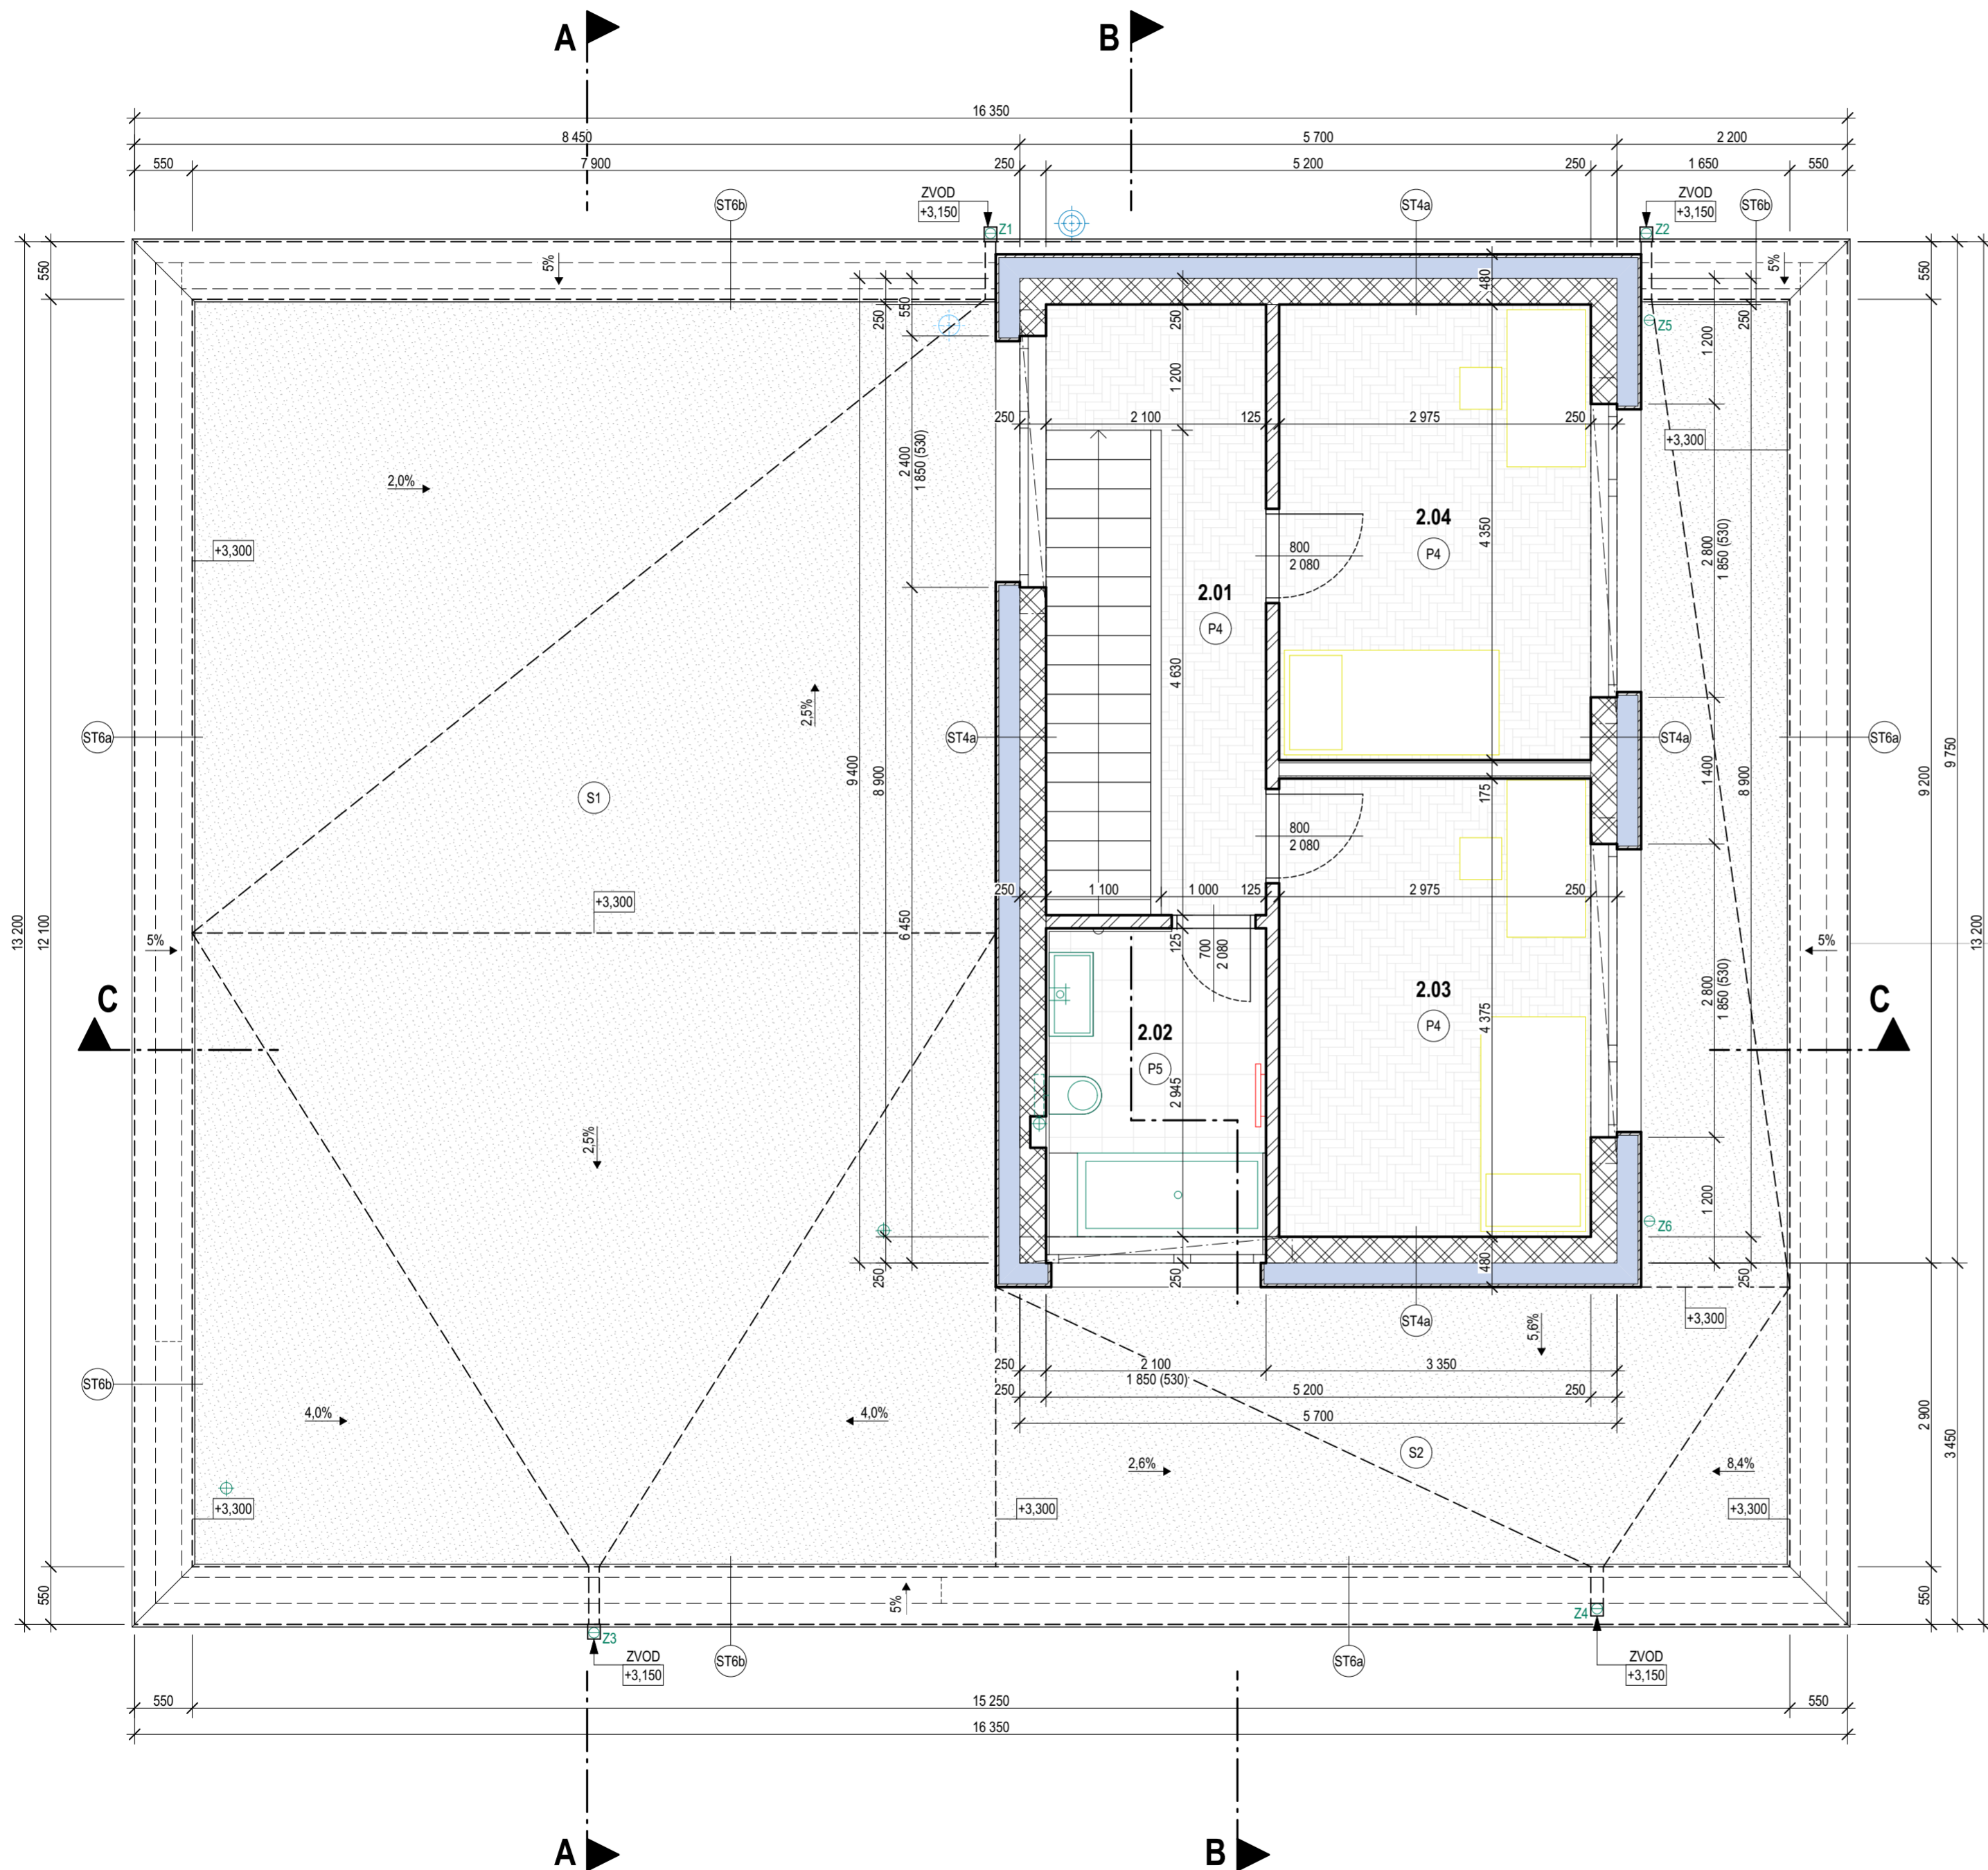 A
B
16 350
8 450
5 700
2 200
550
7 900
250
5 200
250
1 650
550
ST6b
ZVOD
+3,150
ST4a
ZVOD
+3,150
ST6b
Z1
Z2
550
550
5%
5%
550
250
480
250
250
550
1 200
1 200
Z5
250
2 100
125
2 975
250
+3,300
2 400
1 850 (530)
2,0%
+3,300
2.04
P4
4 350
800
2 080
2 800
1 850 (530)
2.01
P4
4 630
2,5%
ST6a
ST4a
ST4a
ST6a
9 400
8 900
S1
175
1 400
8 900
9 200
9 750
800
2 080
250
1 100
1 000
125
2 975
250
+3,300
13 200
12 100
5%
6 450
125
700
2 080
2.03
P4
4 375
2 800
1 850 (530)
5%
13 200
C
C
2.02
P5
2 945
2,5%
1 200
Z6
250
250
480
250
ST4a
5,6%
+3,300
250
2 100
1 850 (530)
3 350
ST6b
250
5 200
250
4,0%
4,0%
5 700
S2
2 900
3 450
2,6%
8,4%
+3,300
+3,300
+3,300
550
5%
550
Z3
Z4
ZVOD
+3,150
ST6b
ST6a
ZVOD
+3,150
550
15 250
550
16 350
A
B